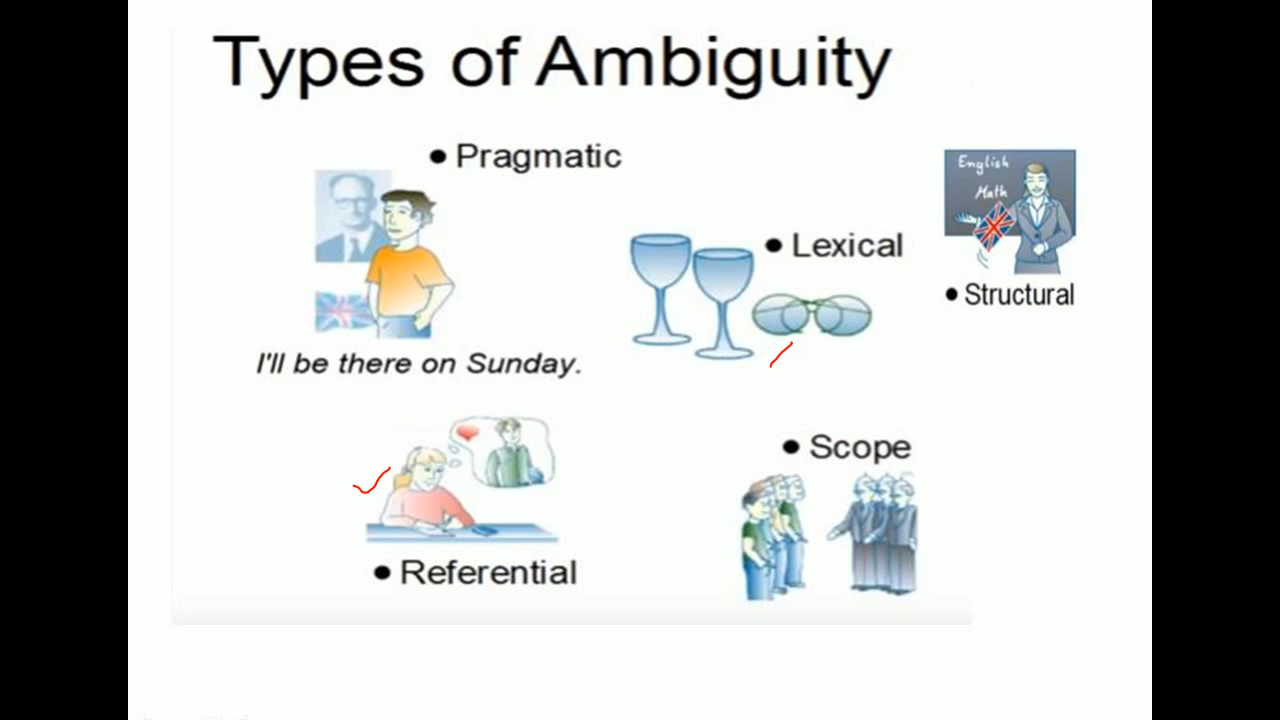 Types of Ambiguity
• Pragmatic
English
Math
• Lexical
• Structural
I'll be there on Sunday.
• Scope
• Referential